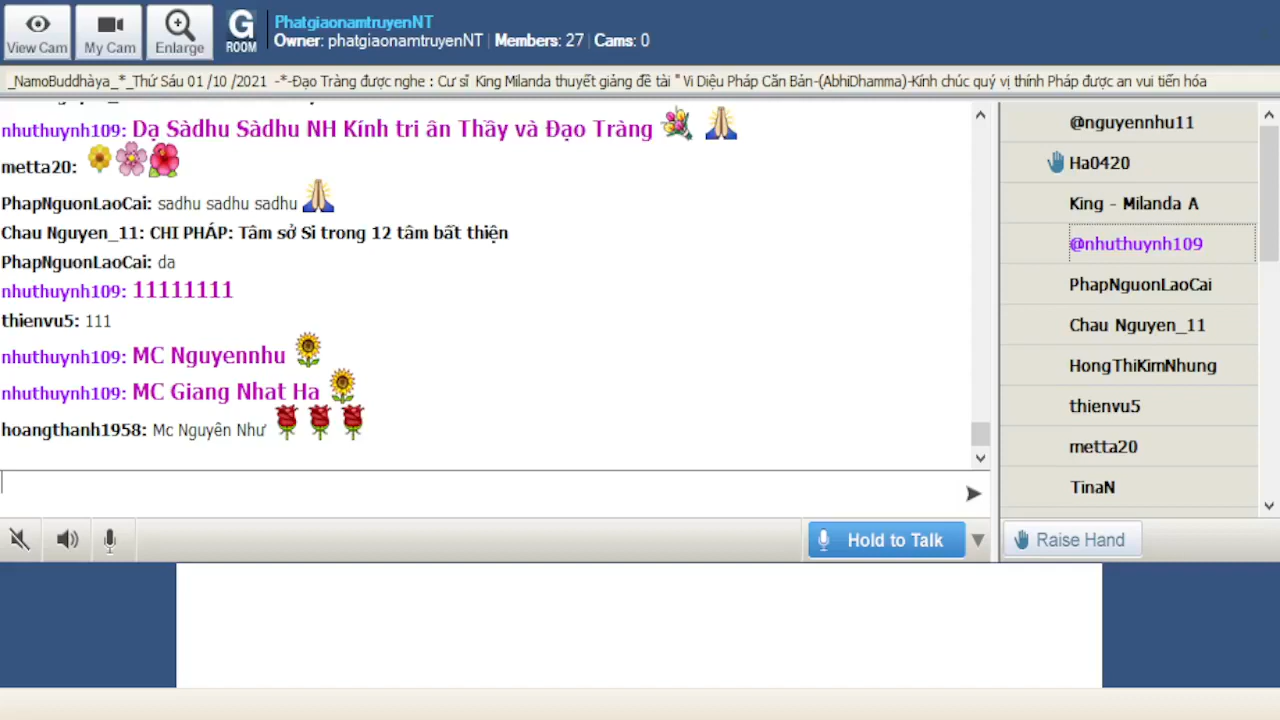 PhatgiaonamtruyenNT
Owner: phatgiaonamtruyenNT | Members: 27 | Cams: 0
View Cam
My Cam
Enlarge
G
ROOM
_NamoBuddhàya_*_Thứ Sáu 01 /10 /2021 -*-Đạo Tràng được nghe : Cư sĩ King Milanda thuyết giảng đề tài " Vi Diệu Pháp Căn Bản-(AbhiDhamma)-Kính chúc quý vị thính Pháp được an vui tiến hóa
nhuthuynh109: Dạ Sàdhu Sàdhu NH Kính tri ân Thầy và Đạo Tràng
metta20:
PhapNguonLaoCai: sadhu sadhu sadhu
Chau Nguyen_11: CHI PHÁP: Tâm sở Si trong 12 tâm bất thiện
PhapNguonLaoCai: da
nhuthuynh109: 11111111
thienvu5: 111
nhuthuynh109: MC Nguyennhu
nhuthuynh109: MC Giang Nhat Ha
hoangthanh1958: Mc Nguyên Như
@nguyennhu11
Ha0420
King - Milanda A
@nhuthuynh109
PhapNguonLaoCai
Chau Nguyen_11
HongThiKimNhung
thienvu5
metta20
TinaN
Hold to Talk
Raise Hand